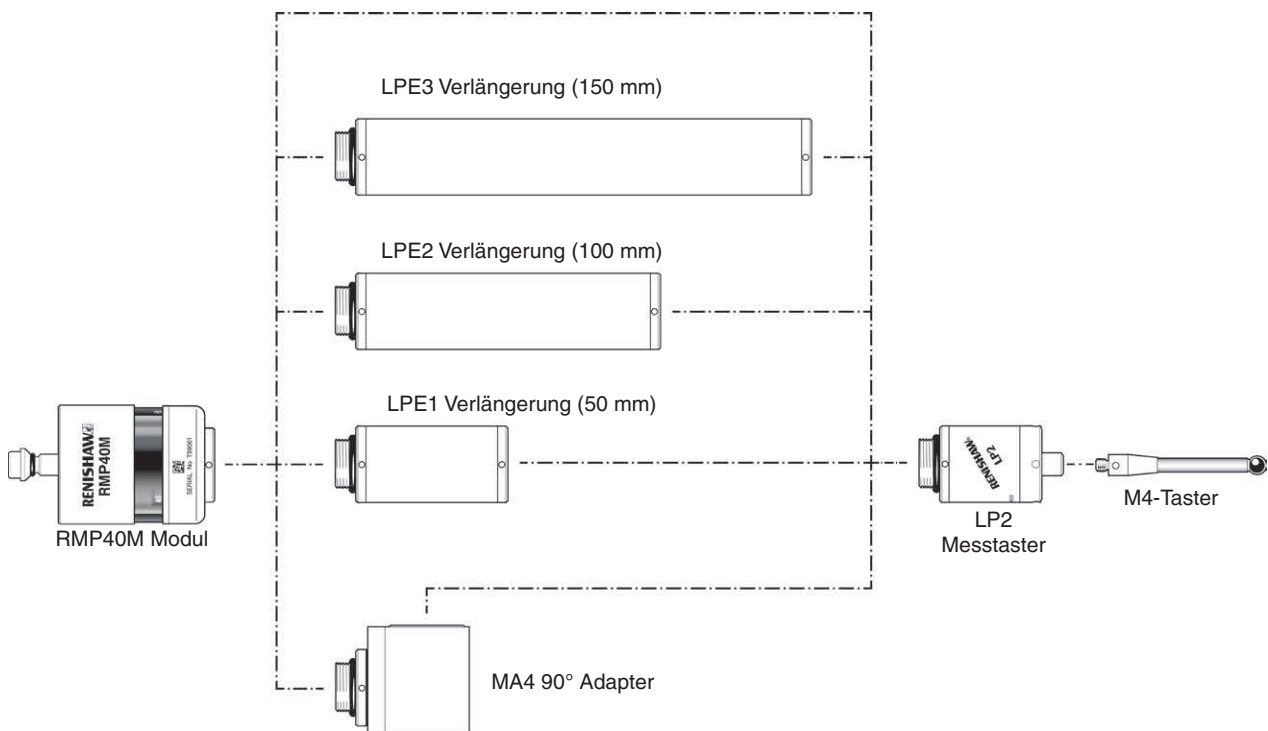 LPE3 Verlängerung (150 mm)
LPE2 Verlängerung (100 mm)
LPE1 Verlängerung (50 mm)
RENISHAW
RMP40M
SERIAL No T99061
RMP40M Modul
RENISHAW
LP2
LP2
Messtaster
M4-Taster
MA4 90° Adapter